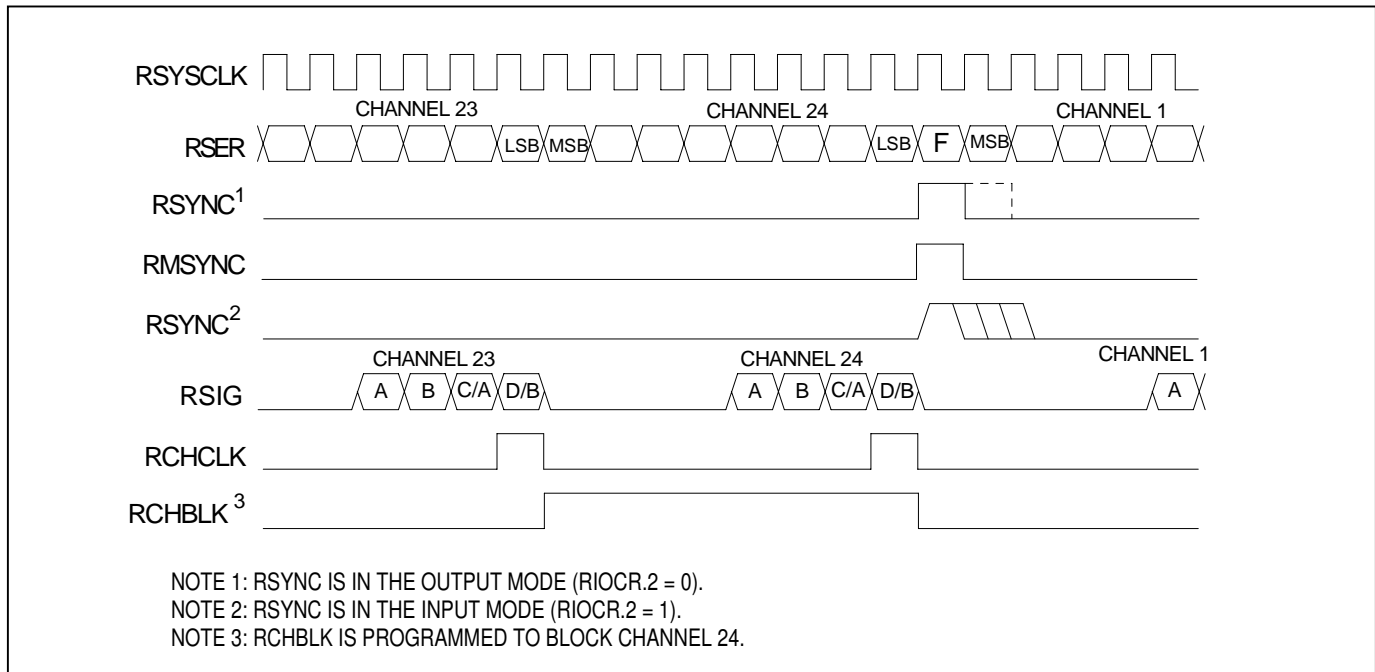 RSYSCLK
CHANNEL 23 CHANNEL 24 CHANNEL 1
RSER LSB MSB LSB F MSB
RSYNC¹
RMSYNC
RSYNC²
CHANNEL 23 CHANNEL 24 CHANNEL 1
RSIG A B C/A D/B A B C/A D/B A
RCHCLK
RCHBLK³
NOTE 1: RSYNC IS IN THE OUTPUT MODE (RIOCR.2 = 0).
NOTE 2: RSYNC IS IN THE INPUT MODE (RIOCR.2 = 1).
NOTE 3: RCHBLK IS PROGRAMMED TO BLOCK CHANNEL 24.